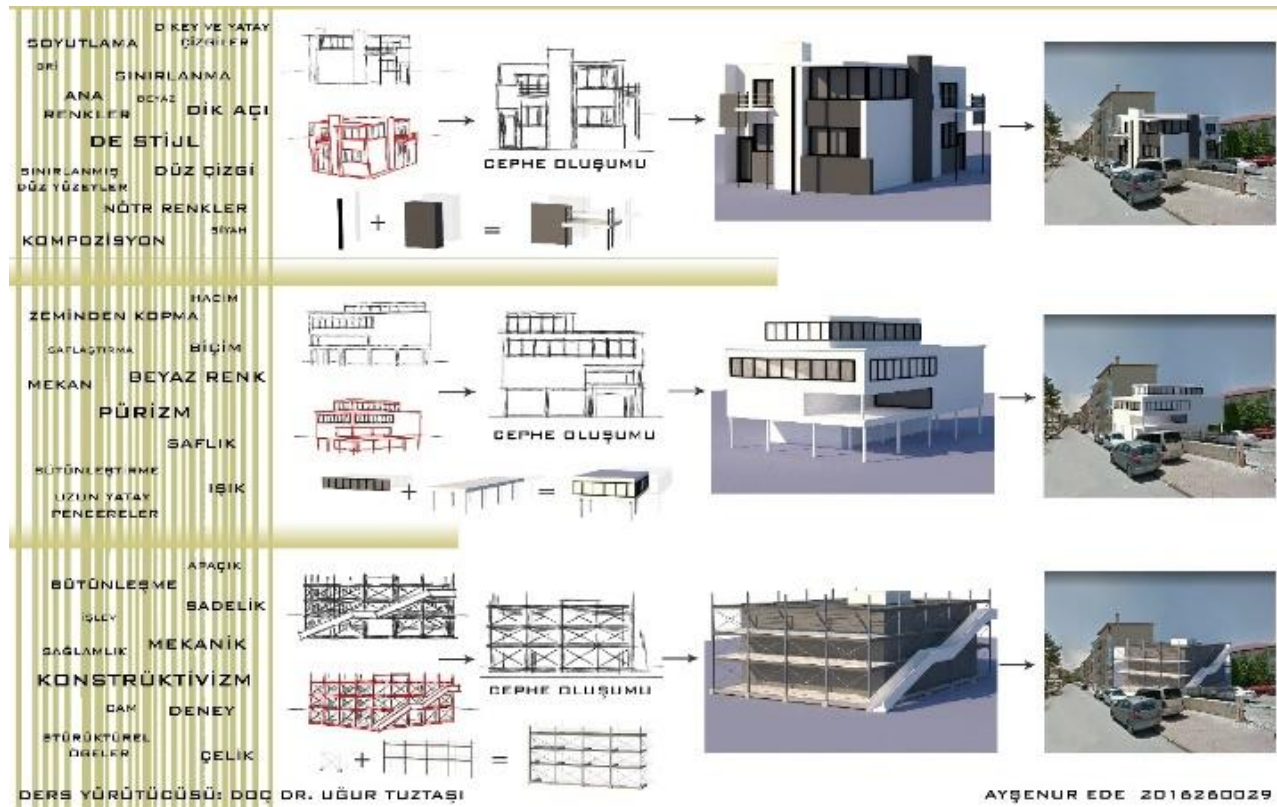 DİKEY VE YATAY
ÇİZGİLER
SOYUTLAMA
GRİ
SINIRLANMA
ANA
RENKLER
BEYAZ
DİK AÇI
DE STİJL
SINIRLANMIŞ
DÜZ YÜZEYLER
DÜZ ÇİZGİ
NÖTR RENKLER
SİYAH
KOMPOZİSYON
CEPHE OLUŞUMU
+
=
HACİM
ZEMİNDEN KOPMA
SAFLAŞTIRMA
BİÇİM
MEKAN
BEYAZ RENK
PÜRİZM
SAFLIK
BÜTÜNLEŞTİRME
IŞIK
UZUN YATAY
PENCERELER
CEPHE OLUŞUMU
+
=
APAÇIK
BÜTÜNLEŞME
SADELİK
İŞLEV
MEKANİK
SAĞLAMLIK
KONSTRÜKTİVİZM
CAM
DENEY
STÜRÜKTÜREL
ÖGELER
ÇELİK
CEPHE OLUŞUMU
+
=
DERS YÜRÜTÜCÜSÜ: DOÇ DR. UĞUR TUZTAŞI
AYŞENUR EDE 2016260029